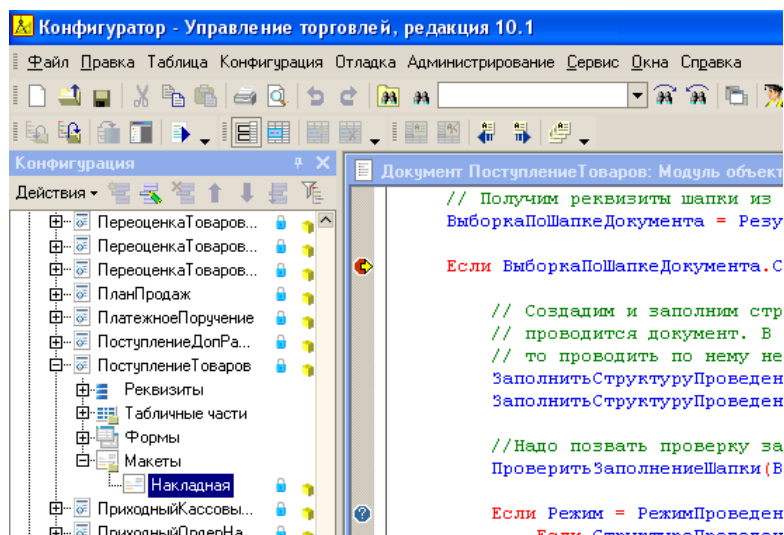 Конфигуратор - Управление торговлей, редакция 10.1
Файл Правка Таблица Конфигурация Отладка Администрирование Сервис Окна Справка
Конфигурация
Действия
ПереоценкаТоваров...
ПереоценкаТоваров...
ПереоценкаТоваров...
ПланПродаж
ПлатежноеПоручение
ПоступлениеДопРа...
ПоступлениеТоваров
Реквизиты
Табличные части
Формы
Макеты
Накладная
ПриходныйКассовы...
ПриходныйОрдерНа
Документ ПоступлениеТоваров: Модуль объект
// Получим реквизиты шапки из
ВыборкаПоШапкеДокумента = Резу
Если ВыборкаПоШапкеДокумента.С
// Создадим и заполним стр
// проводится документ. В
// то проводить по нему не
ЗаполнитьСтруктуруПроведен
ЗаполнитьСтруктуруПроведен
//Надо позвать проверку за
ПроверитьЗаполнениеШапки(В
Если Режим = РежимПроведен
Если СтруктураПроведен